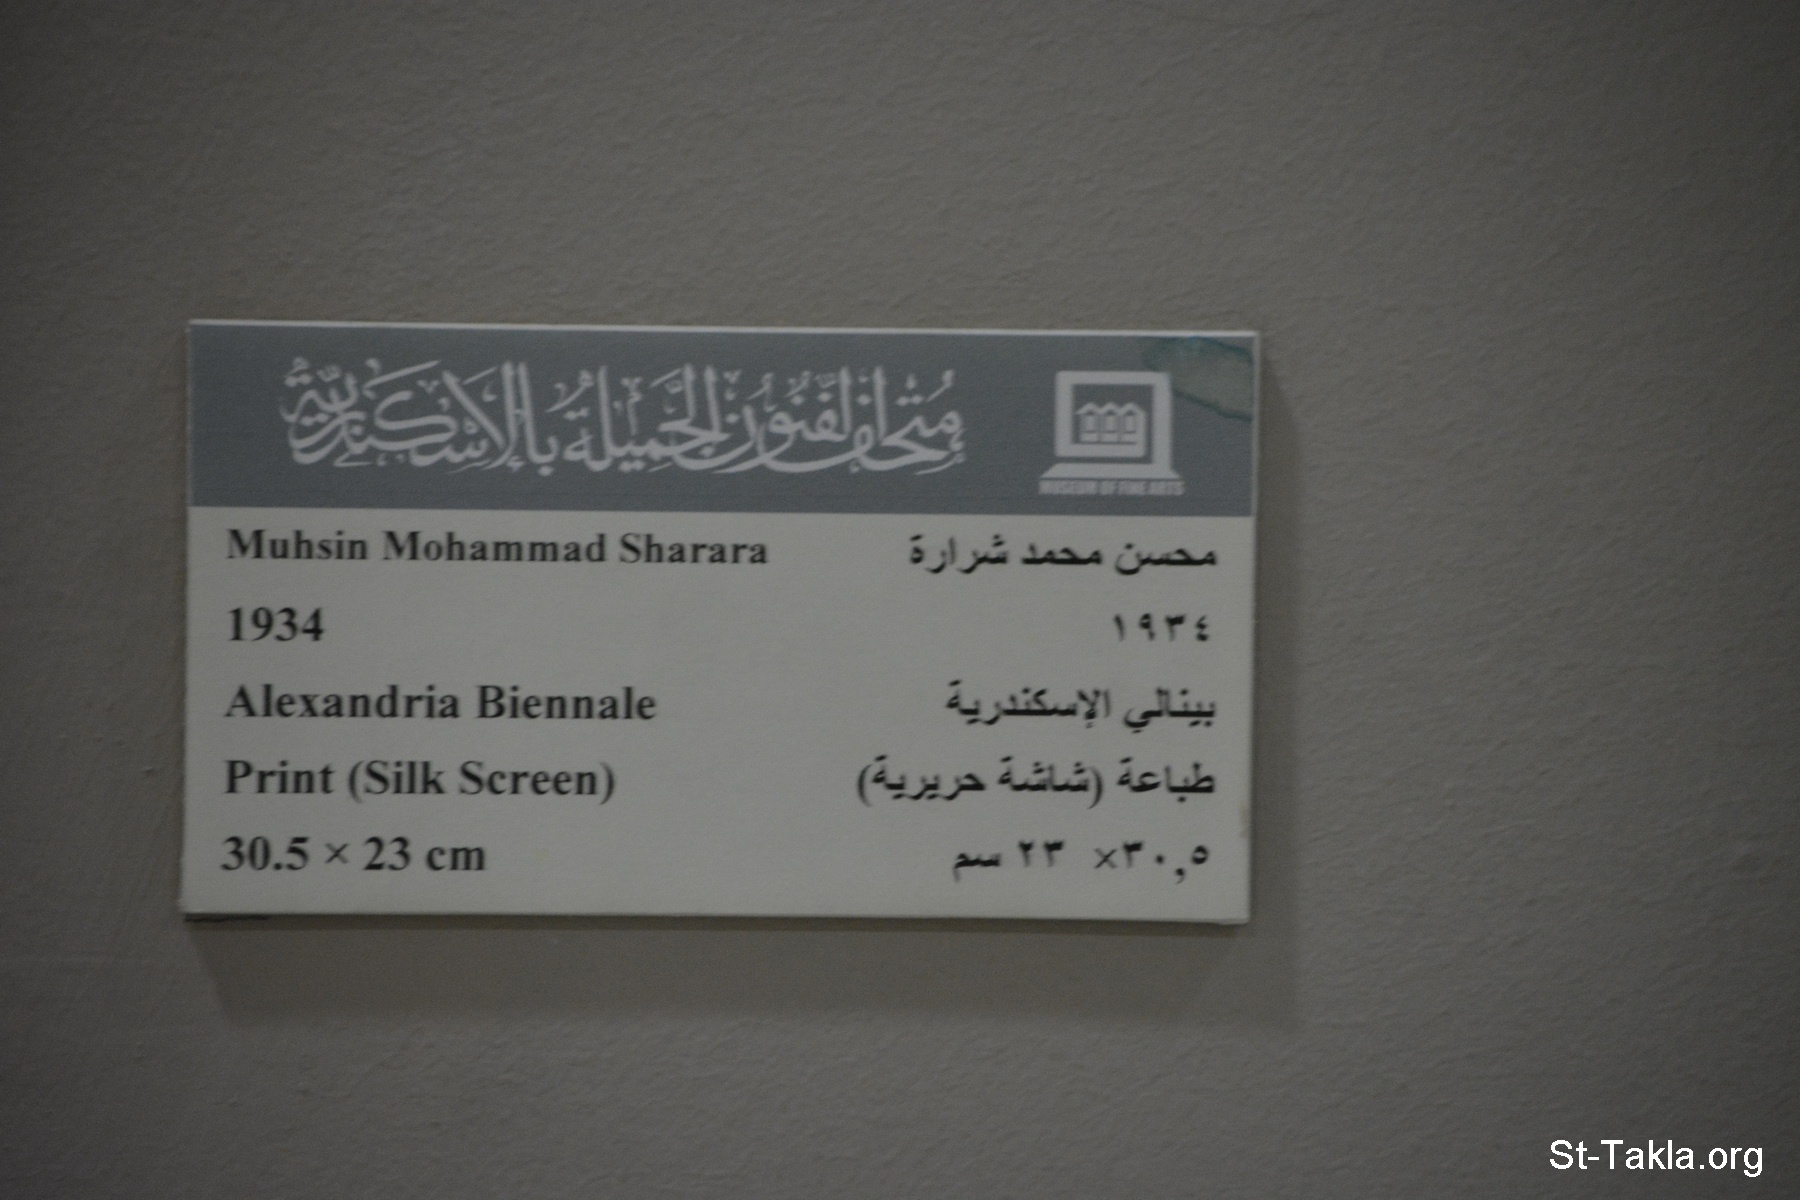 متحف الفنون الجميلة بالإسكندرية
MUSEUM OF FINE ARTS
Muhsin Mohammad Sharara
محسن محمد شرارة
1934
١٩٣٤
Alexandria Biennale
بينالي الإسكندرية
Print (Silk Screen)
طباعة (شاشة حريرية)
30.5 × 23 cm
٣٠,٥× ٢٣ سم
St-Takla.org